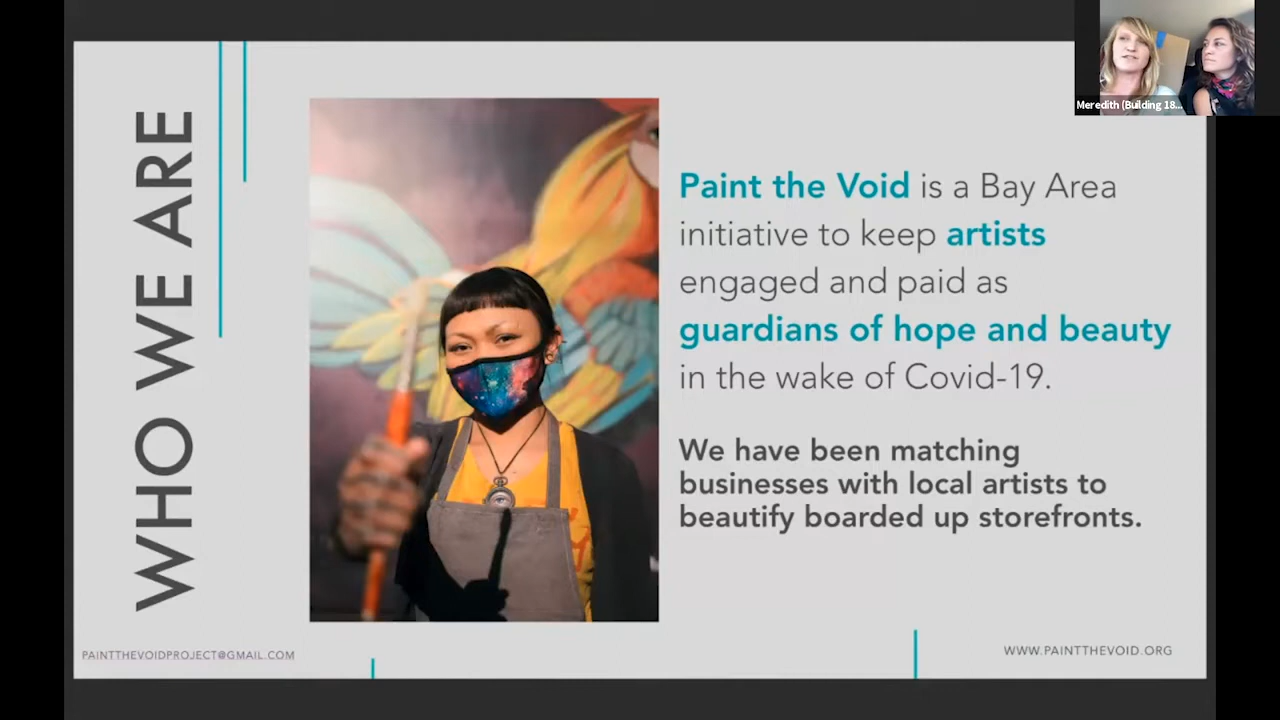 Meredith (Building 18...
WHO WE ARE
Paint the Void is a Bay Area
initiative to keep artists
engaged and paid as
guardians of hope and beauty
in the wake of Covid-19.
We have been matching
businesses with local artists to
beautify boarded up storefronts.
PAINTTHEVOIDPROJECT@GMAIL.COM
WWW.PAINTTHEVOID.ORG